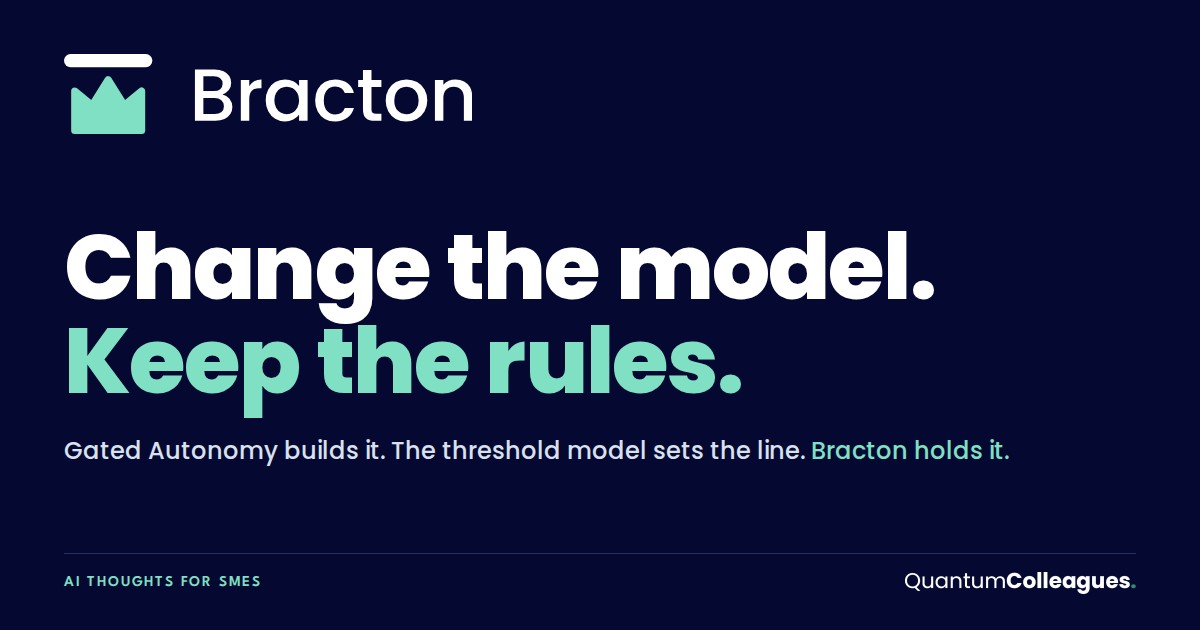 Bracton
Change the model.
Keep the rules.
Gated Autonomy builds it. The threshold model sets the line. Bracton holds it.
AI THOUGHTS FOR SMES
QuantumColleagues.